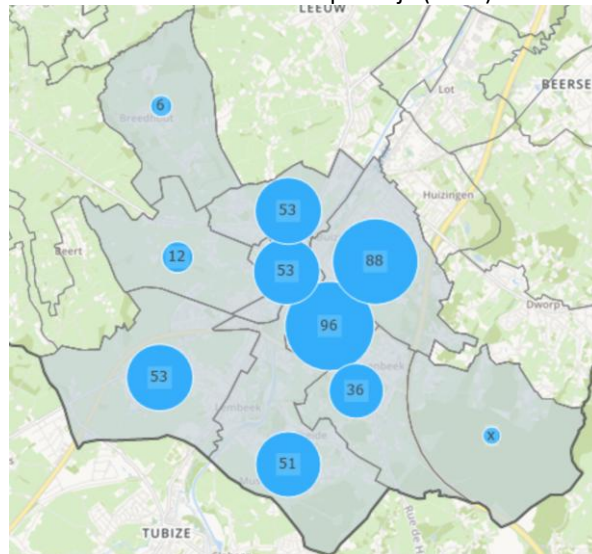 LEEUW
6
Breedhout
Lot
BEERSE
53
Huizingen
Beert
12
53
88
Dworp
96
53
36
Lembeek
x
51
TUBIZE